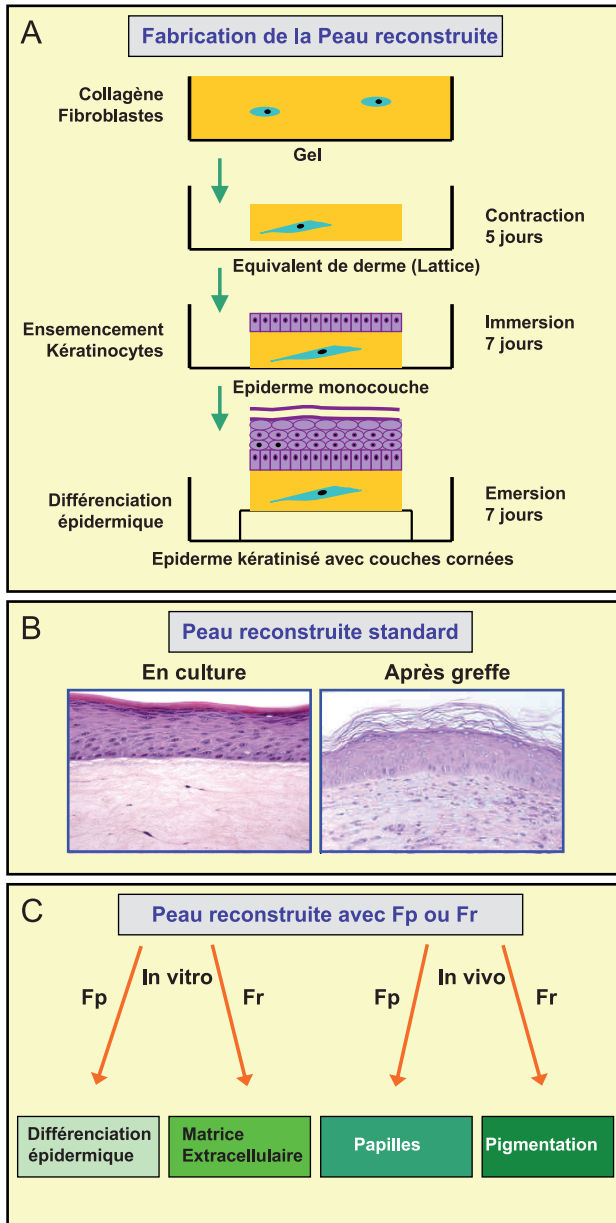 A
Fabrication de la Peau reconstruite
Collagène
Fibroblastes
Gel
Contraction
5 jours
Equivalent de derme (Lattice)
Ensemencement
Kératinocytes
Immersion
7 jours
Epiderme monocouche
Différenciation
épidermique
Emersion
7 jours
Epiderme kératinisé avec couches cornées
B
Peau reconstruite standard
En culture
Après greffe
C
Peau reconstruite avec Fp ou Fr
In vitro
Fp
Fr
In vivo
Fp
Fr
Différenciation
épidermique
Matrice
Extracellulaire
Papilles
Pigmentation